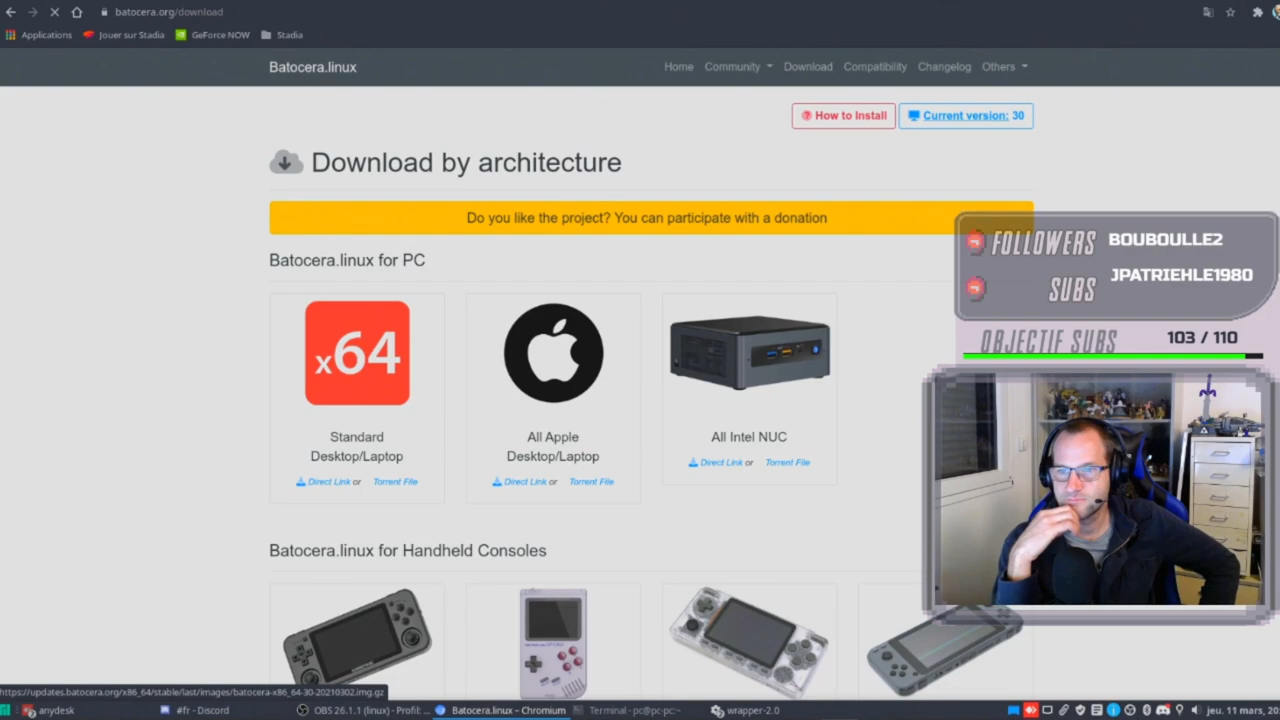 batocera.org/download
Applications
Jouer sur Stadia
GeForce NOW
Stadia
Batocera.linux
Home
Community
Download
Compatibility
Changelog
Others
How to Install
Current version: 30
Download by architecture
Do you like the project? You can participate with a donation
Batocera.linux for PC
FOLLOWERS BOUBOULLE2
SUBS JPATRIEHLE1980
OBJECTIF SUBS 103 / 110
x64
Standard
Desktop/Laptop
Direct Link or Torrent File
All Apple
Desktop/Laptop
Direct Link or Torrent File
All Intel NUC
Direct Link or Torrent File
Batocera.linux for Handheld Consoles
https://updates.batocera.org/x86_64/stable/last/images/batocera-x86_64-30-20210302.img.gz
anydesk
#fr - Discord
OBS 26.1.1 (linux) - Profil: ...
Batocera.linux – Chromium
Terminal - pc@pc-pc:~
wrapper-2.0
jeu. 11 mars, 20